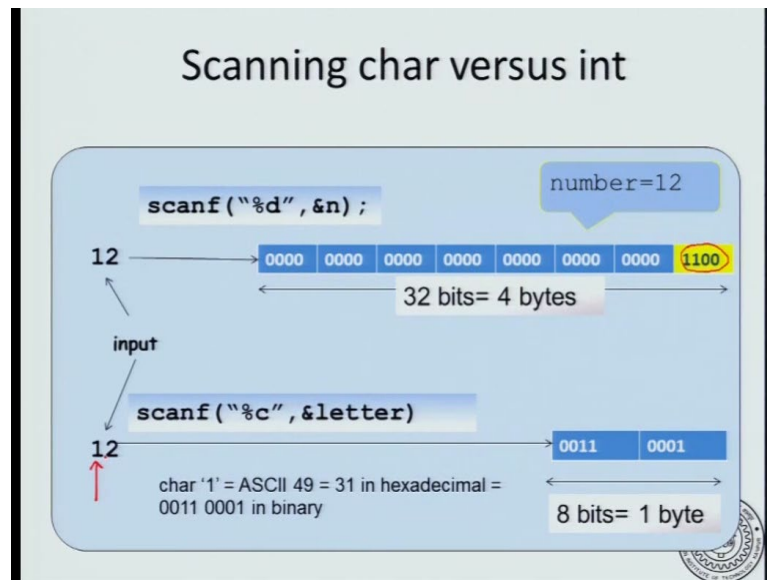 Scanning char versus int
number=12
scanf("%d",&n);
12
0000 0000 0000 0000 0000 0000 0000 1100
32 bits= 4 bytes
input
scanf("%c",&letter)
12
0011 0001
char '1' = ASCII 49 = 31 in hexadecimal =
0011 0001 in binary
8 bits= 1 byte